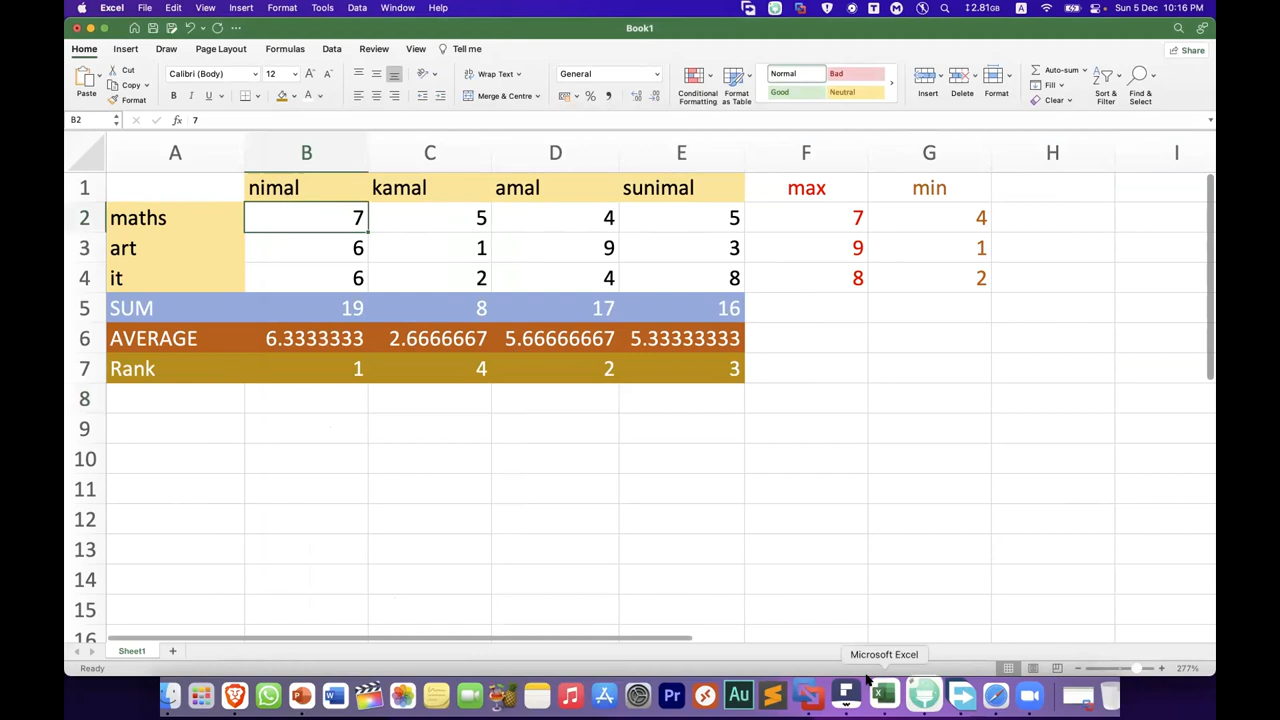 Excel File Edit View Insert Format Tools Data Window Help 2.81GB A Sun 5 Dec 10:16 PM
Book1
Home Insert Draw Page Layout Formulas Data Review View Tell me Share
Paste Cut Copy Format
Calibri (Body) 12 A A
B I U A
Wrap Text
Merge & Centre
General
%
Conditional Formatting
Format as Table
Normal Bad
Good Neutral
Insert Delete Format
Auto-sum
Fill
Clear
Sort & Filter
Find & Select
B2 fx 7
A B C D E F G H I
1 nimal kamal amal sunimal max min
2 maths 7 5 4 5 7 4
3 art 6 1 9 3 9 1
4 it 6 2 4 8 8 2
5 SUM 19 8 17 16
6 AVERAGE 6.3333333 2.6666667 5.66666667 5.33333333
7 Rank 1 4 2 3
8
9
10
11
12
13
14
15
16
Sheet1
Microsoft Excel
Ready 277%
W Pr Au